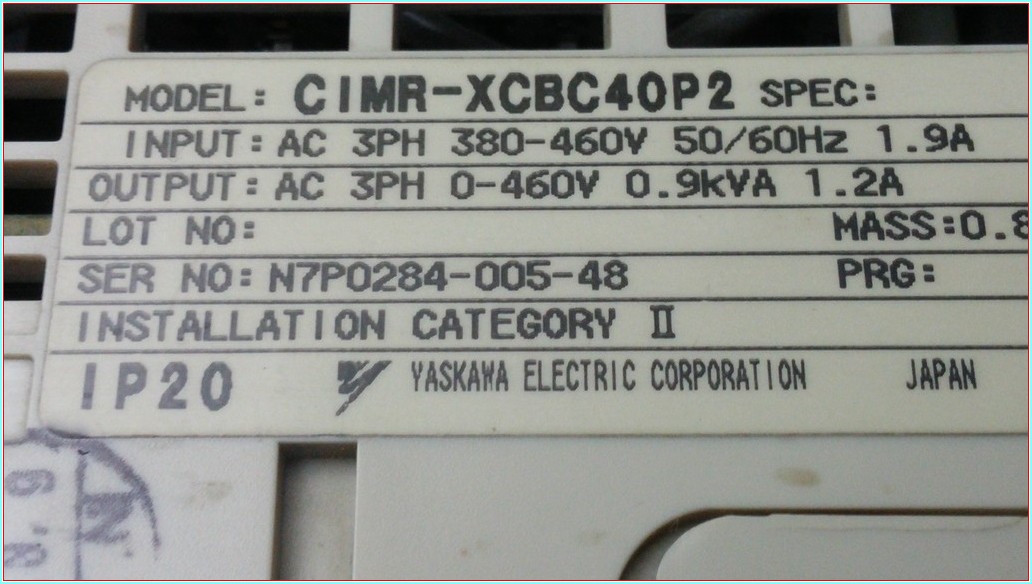 MODEL: CIMR-XCBC40P2 SPEC:
INPUT: AC 3PH 380-460V 50/60Hz 1.9A
OUTPUT: AC 3PH 0-460V 0.9kVA 1.2A
LOT NO: MASS:0.8
SER NO: N7P0284-005-48 PRG:
INSTALLATION CATEGORY II
IP20 YASKAWA ELECTRIC CORPORATION JAPAN